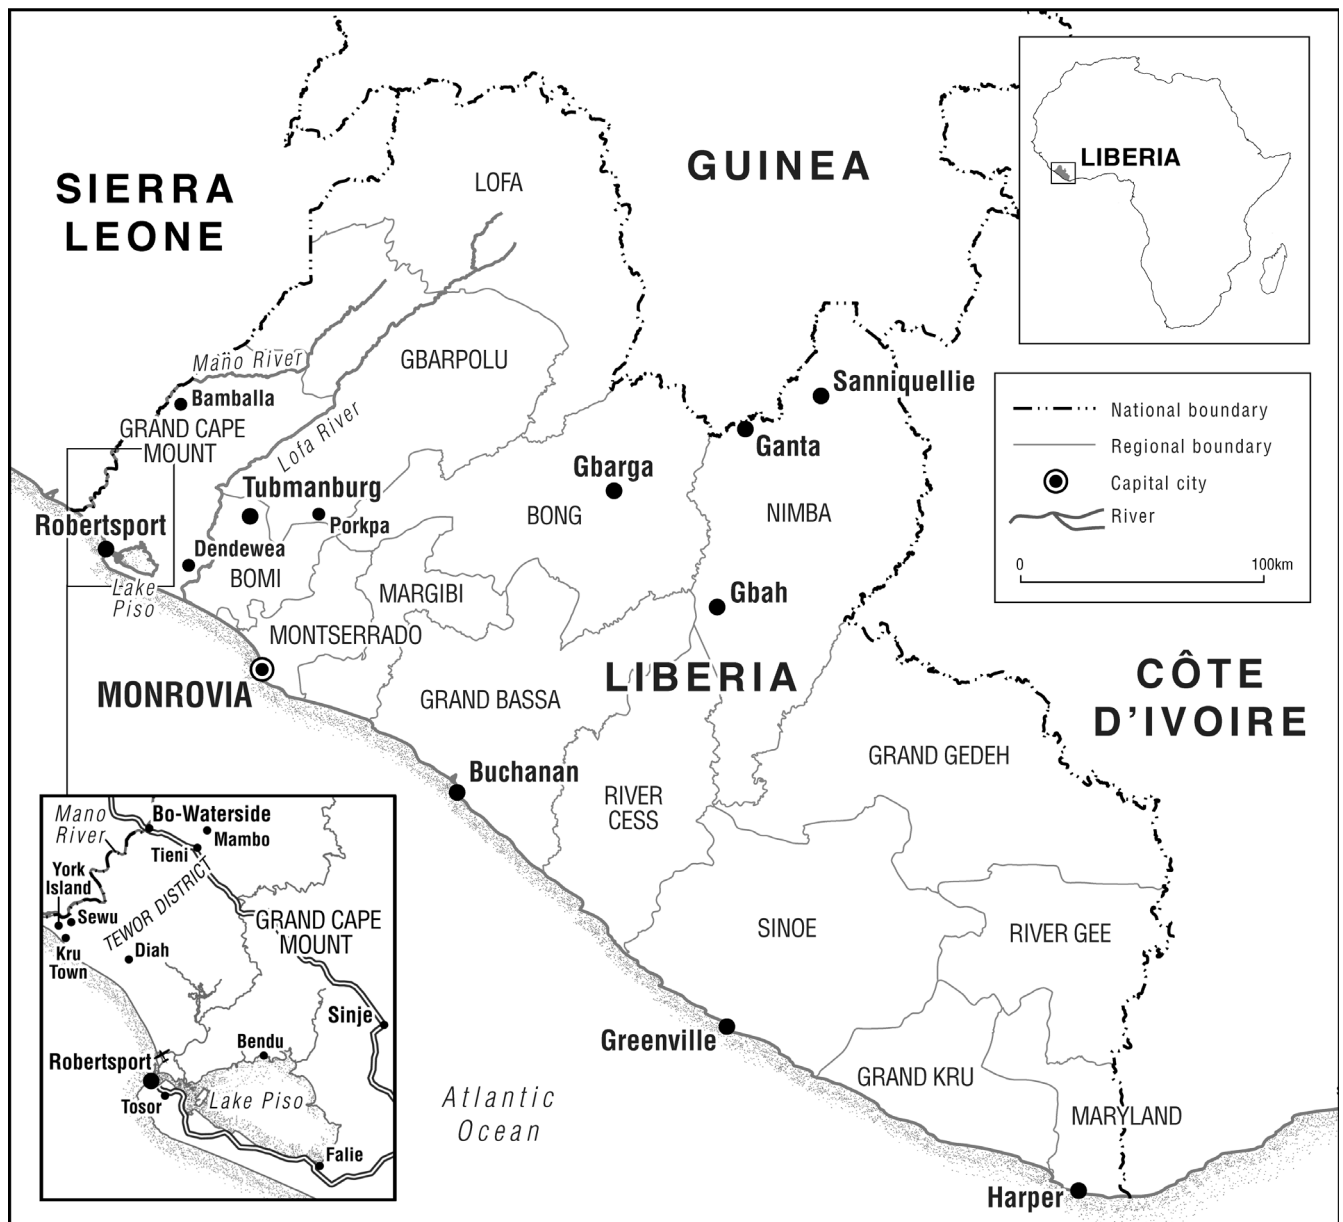 SIERRA
LEONE
GUINEA
LIBERIA
LOFA
Mano River
GBARPOLU
Bamballa
GRAND CAPE
MOUNT
Lofa River
Sanniquellie
Ganta
National boundary
Regional boundary
Capital city
River
0
100km
Gbarga
Tubmanburg
Porkpa
BONG
NIMBA
Robertsport
Dendewea
BOMI
Lake
Piso
MARGIBI
Gbah
MONTSERRADO
MONROVIA
LIBERIA
GRAND BASSA
CÔTE
D'IVOIRE
GRAND GEDEH
Buchanan
RIVER
CESS
SINOE
RIVER GEE
Greenville
GRAND KRU
MARYLAND
Harper
Atlantic
Ocean
Mano
River
Bo-Waterside
Mambo
Tieni
York
Island
TEWOR DISTRICT
Sewu
GRAND CAPE
MOUNT
Kru
Town
Diah
Sinje
Bendu
Robertsport
Lake Piso
Tosor
Falie